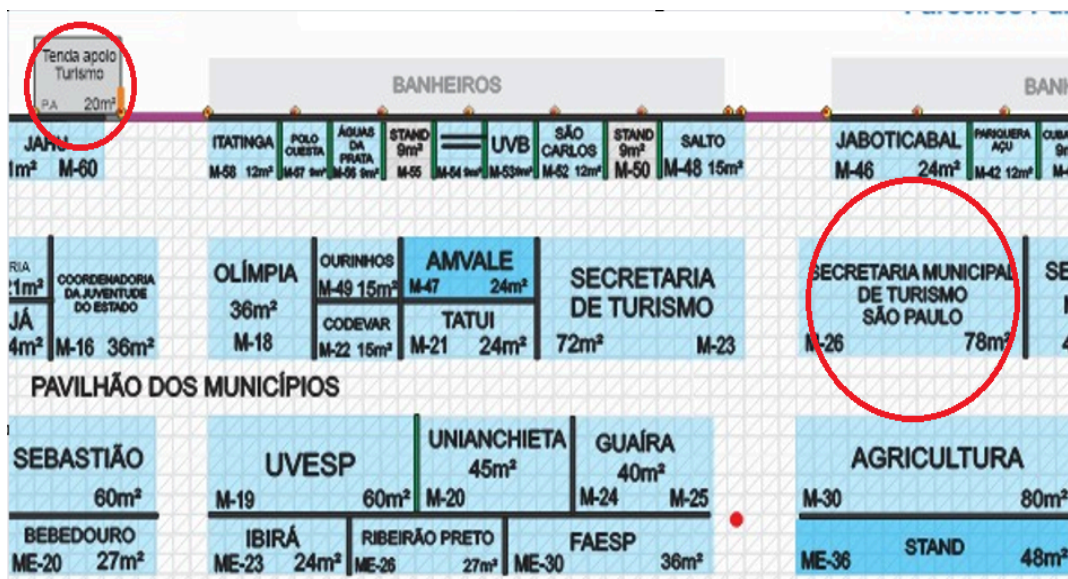 Tenda apoio
Turismo
P.A 20m²
BANHEIROS
JAHU
1m² M-60
ITATINGA
M-58 12m²
POLO
CUESTA
M-57 9m²
ÁGUAS
DA
PRATA
M-56 9m²
STAND
9m²
M-55
M-54 9m²
UVB
M-53 9m²
SÃO
CARLOS
M-52 12m²
STAND
9m²
M-50
SALTO
M-48 15m²
JABOTICABAL
M-46 24m²
PARIQUERA
AÇU
M-42 12m²
RIA
21m²
JÁ
4m²
COORDENADORIA
DA JUVENTUDE
DO ESTADO
M-16 36m²
OLÍMPIA
36m²
M-18
OURINHOS
M-49 15m²
CODEVAR
M-22 15m²
AMVALE
M-47 24m²
TATUI
M-21 24m²
SECRETARIA
DE TURISMO
72m² M-23
SECRETARIA MUNICIPAL
DE TURISMO
SÃO PAULO
M-26 78m²
SE
PAVILHÃO DOS MUNICÍPIOS
SEBASTIÃO
60m²
UVESP
M-19 60m²
UNIANCHIETA
45m²
M-20
GUAÍRA
40m²
M-24 M-25
AGRICULTURA
M-30 80m²
BEBEDOURO
ME-20 27m²
IBIRÁ
ME-23 24m²
RIBEIRÃO PRETO
ME-26 27m²
FAESP
ME-30 36m²
STAND
ME-36 48m²